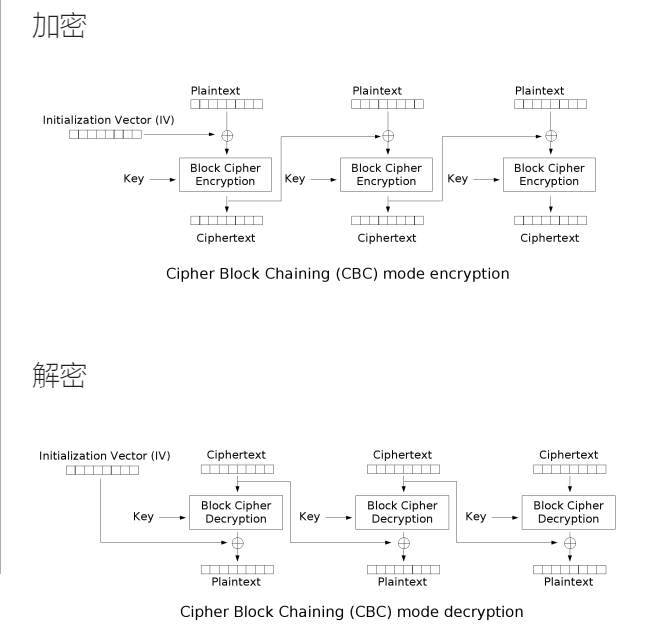 加密
Plaintext Plaintext Plaintext
Initialization Vector (IV)
Key Block Cipher Encryption Key Block Cipher Encryption Key Block Cipher Encryption
Ciphertext Ciphertext Ciphertext
Cipher Block Chaining (CBC) mode encryption
解密
Initialization Vector (IV) Ciphertext Ciphertext Ciphertext
Key Block Cipher Decryption Key Block Cipher Decryption Key Block Cipher Decryption
Plaintext Plaintext Plaintext
Cipher Block Chaining (CBC) mode decryption